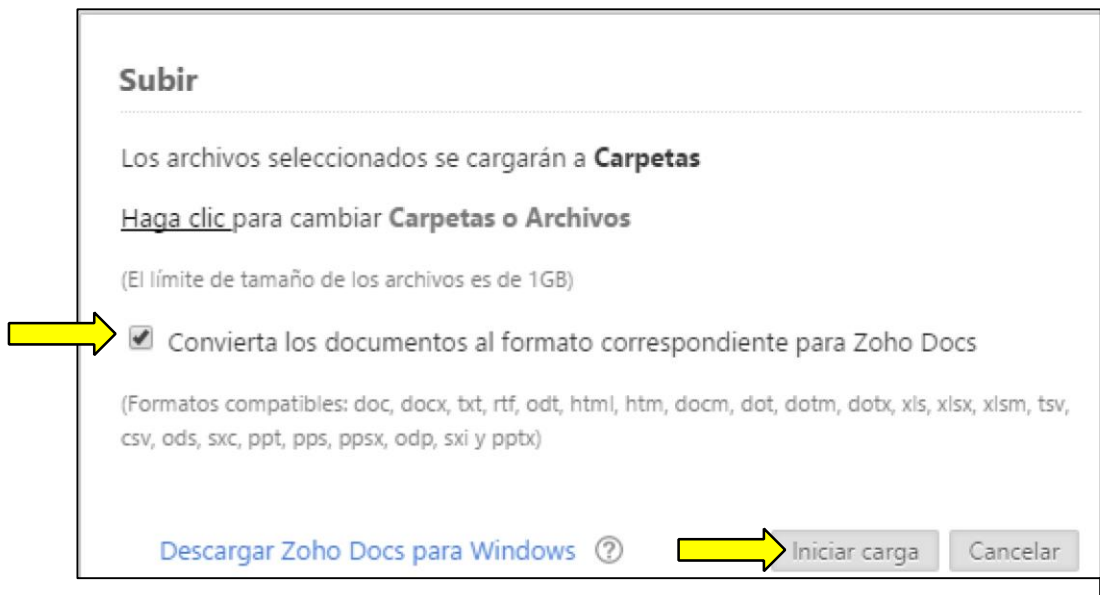 Subir
Los archivos seleccionados se cargarán a Carpetas
Haga clic para cambiar Carpetas o Archivos
(El límite de tamaño de los archivos es de 1GB)
Convierta los documentos al formato correspondiente para Zoho Docs
(Formatos compatibles: doc, docx, txt, rtf, odt, html, htm, docm, dot, dotm, dotx, xls, xlsx, xlsm, tsv,
csv, ods, sxc, ppt, pps, ppsx, odp, sxi y pptx)
Descargar Zoho Docs para Windows ? Iniciar carga Cancelar